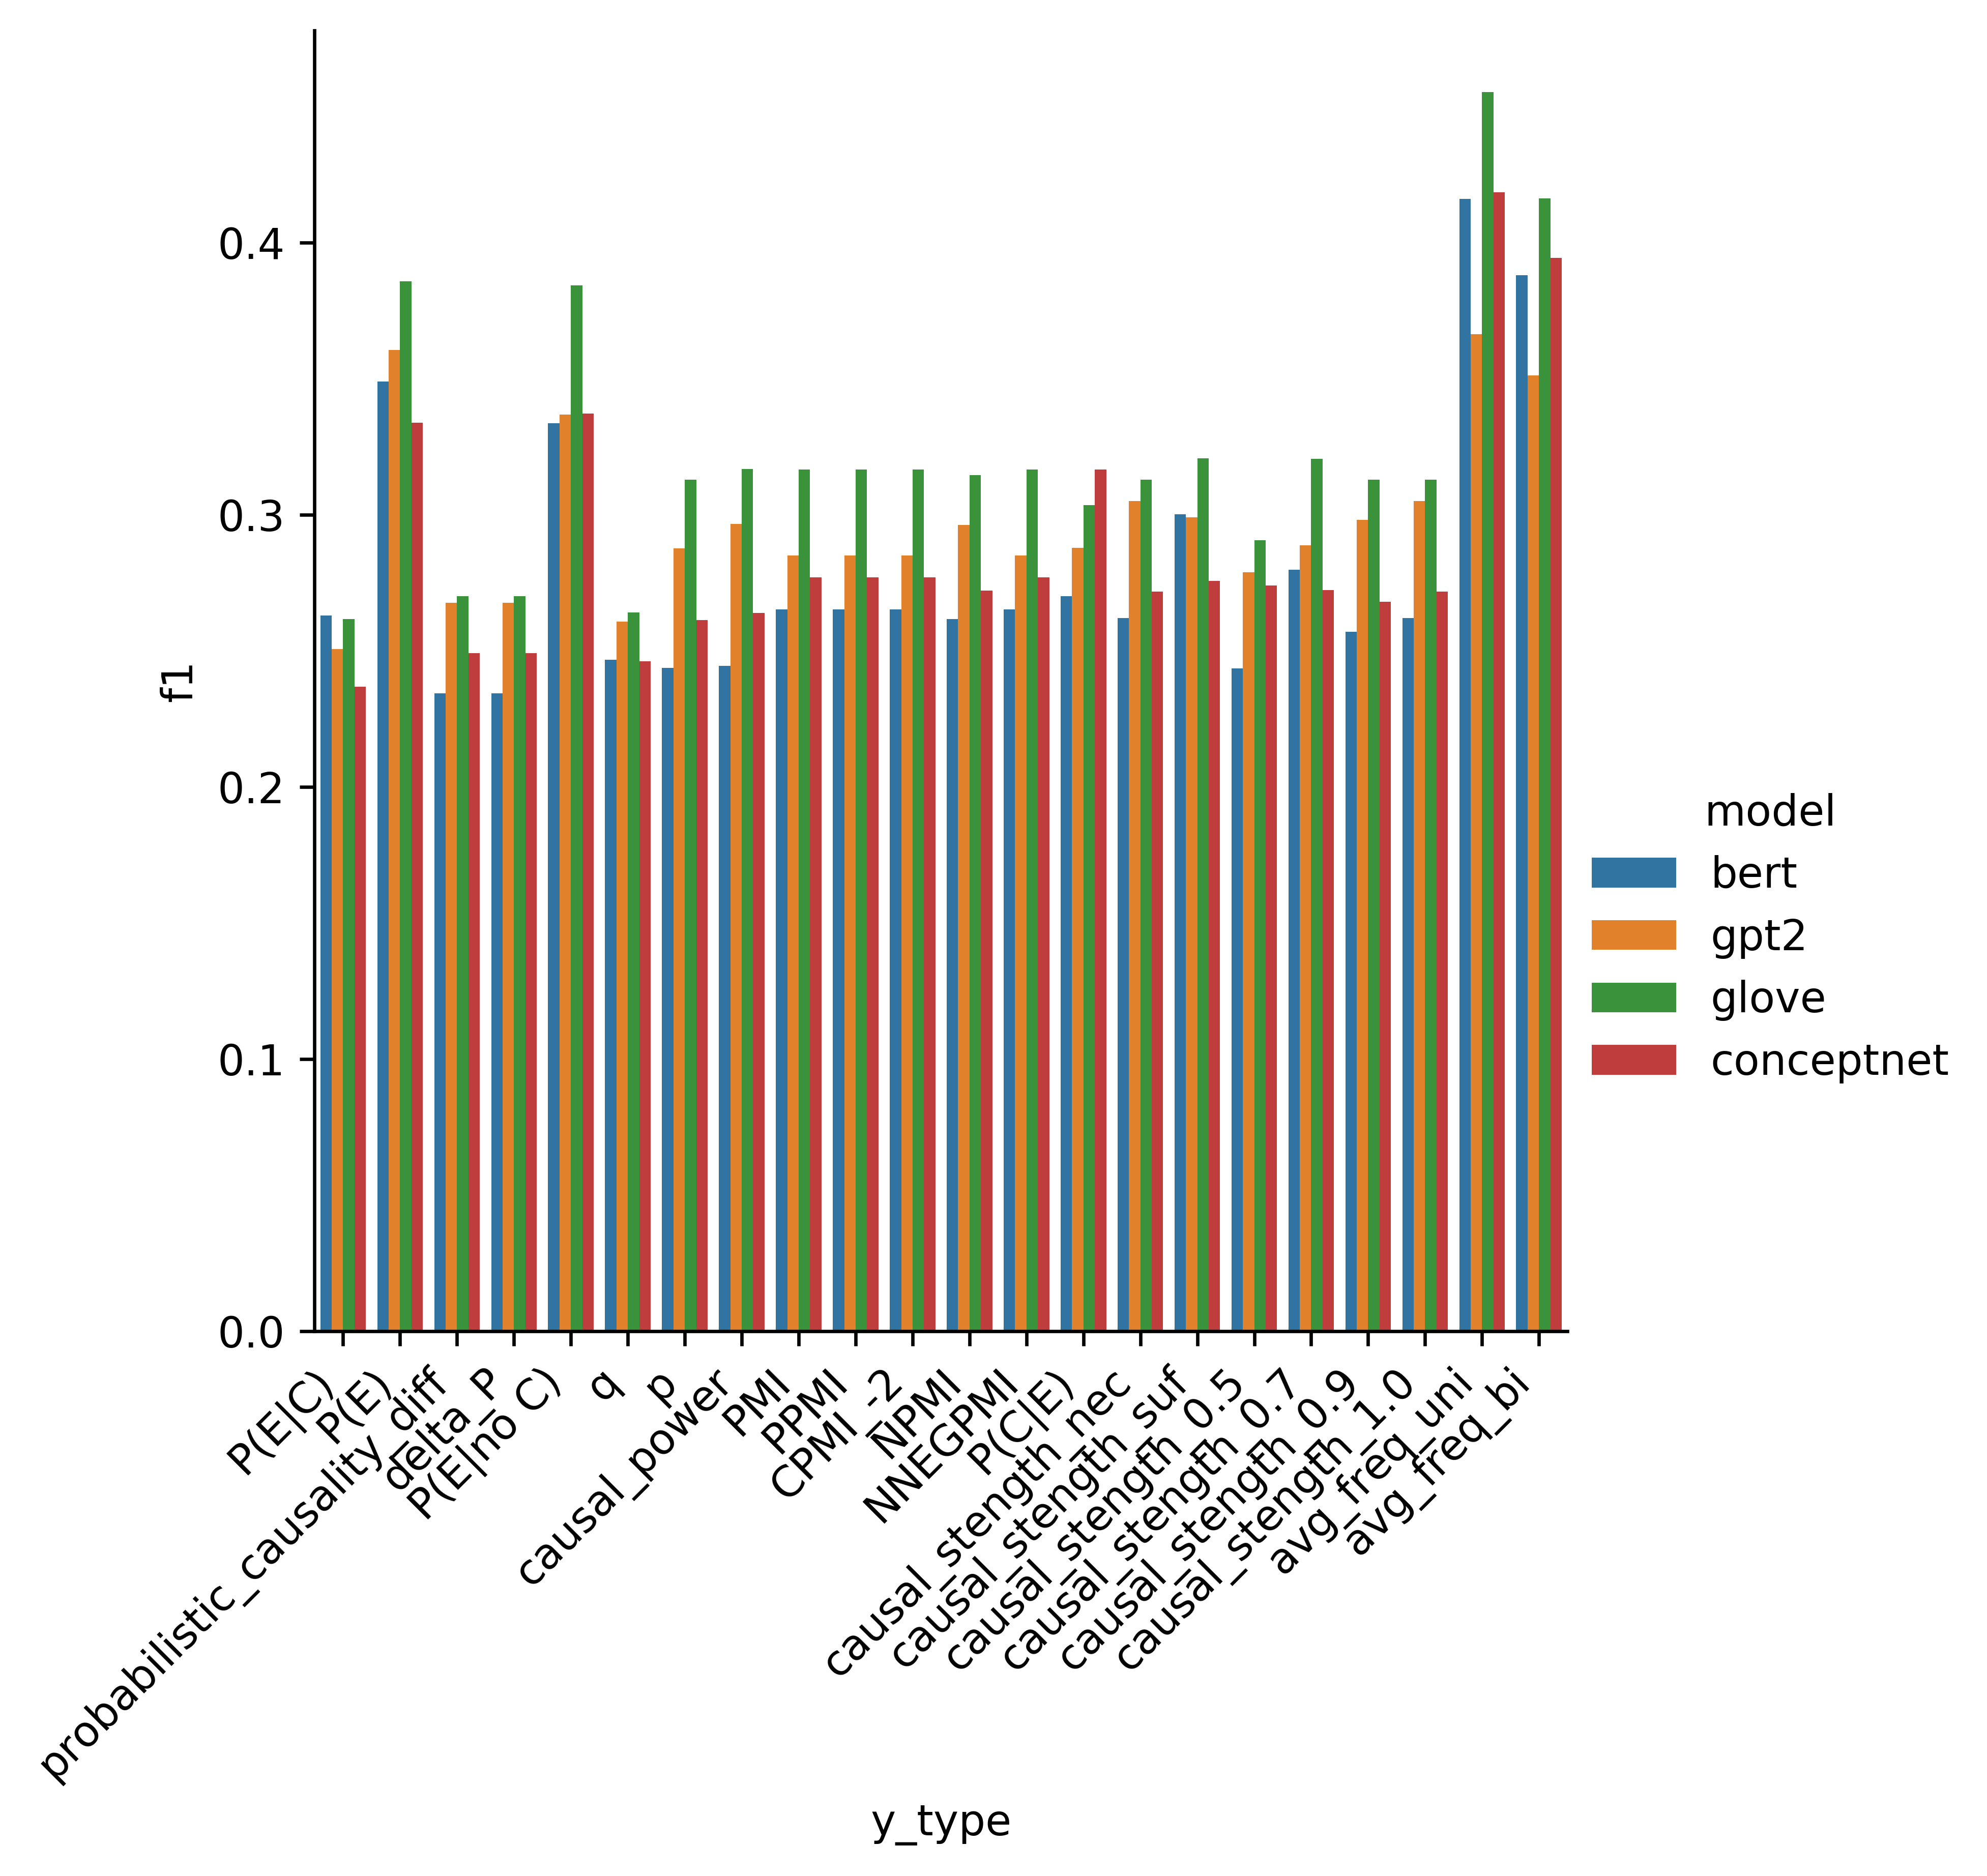 0.4
0.3
0.2
0.1
0.0
f1
P(E|C)
P(E)
probabilistic_causality_diff
delta_P
P(E|no C)
q
p
causal_power
PMI
PPMI
CPMI_-2
NPMI
NNEGPMI
P(C|E)
causal_stength_nec
causal_stength_suf
causal_stength_0.5
causal_stength_0.7
causal_stength_0.9
causal_stength_1.0
avg_freq_uni
avg_freq_bi
y_type
model
bert
gpt2
glove
conceptnet